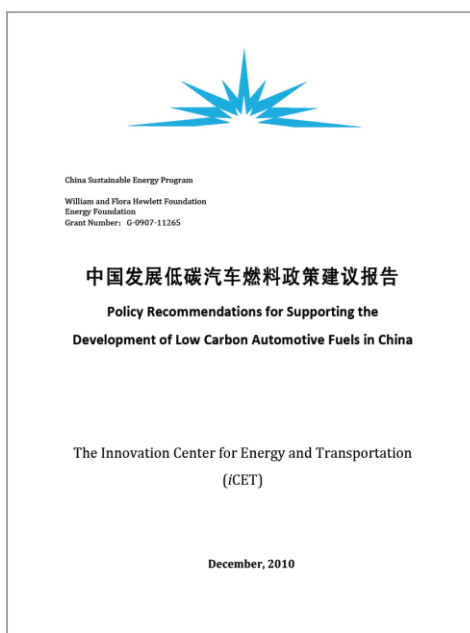 China Sustainable Energy Program
William and Flora Hewlett Foundation
Energy Foundation
Grant Number: G-0907-11265
中国发展低碳汽车燃料政策建议报告
Policy Recommendations for Supporting the
Development of Low Carbon Automotive Fuels in China
The Innovation Center for Energy and Transportation
(iCET)
December, 2010